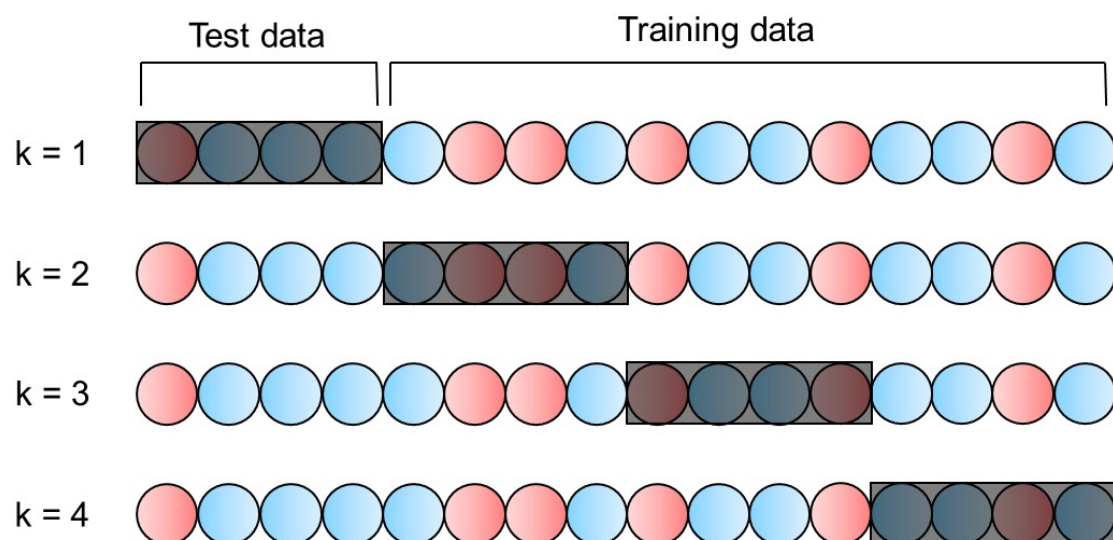 Test data
Training data
k = 1
k = 2
k = 3
k = 4